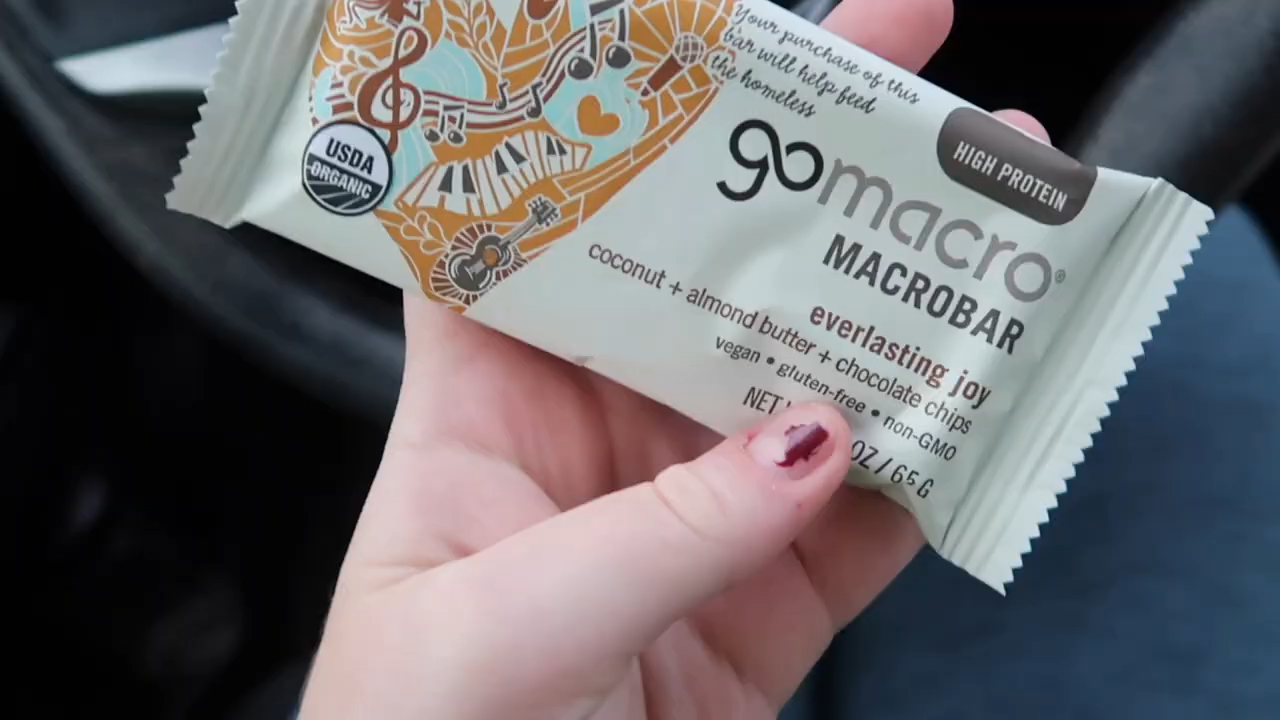 Your purchase of this
bar will help feed
the homeless
USDA
ORGANIC
HIGH PROTEIN
gomacro®
MACROBAR
everlasting joy
coconut + almond butter + chocolate chips
vegan • gluten-free • non-GMO
NET OZ / 65 G